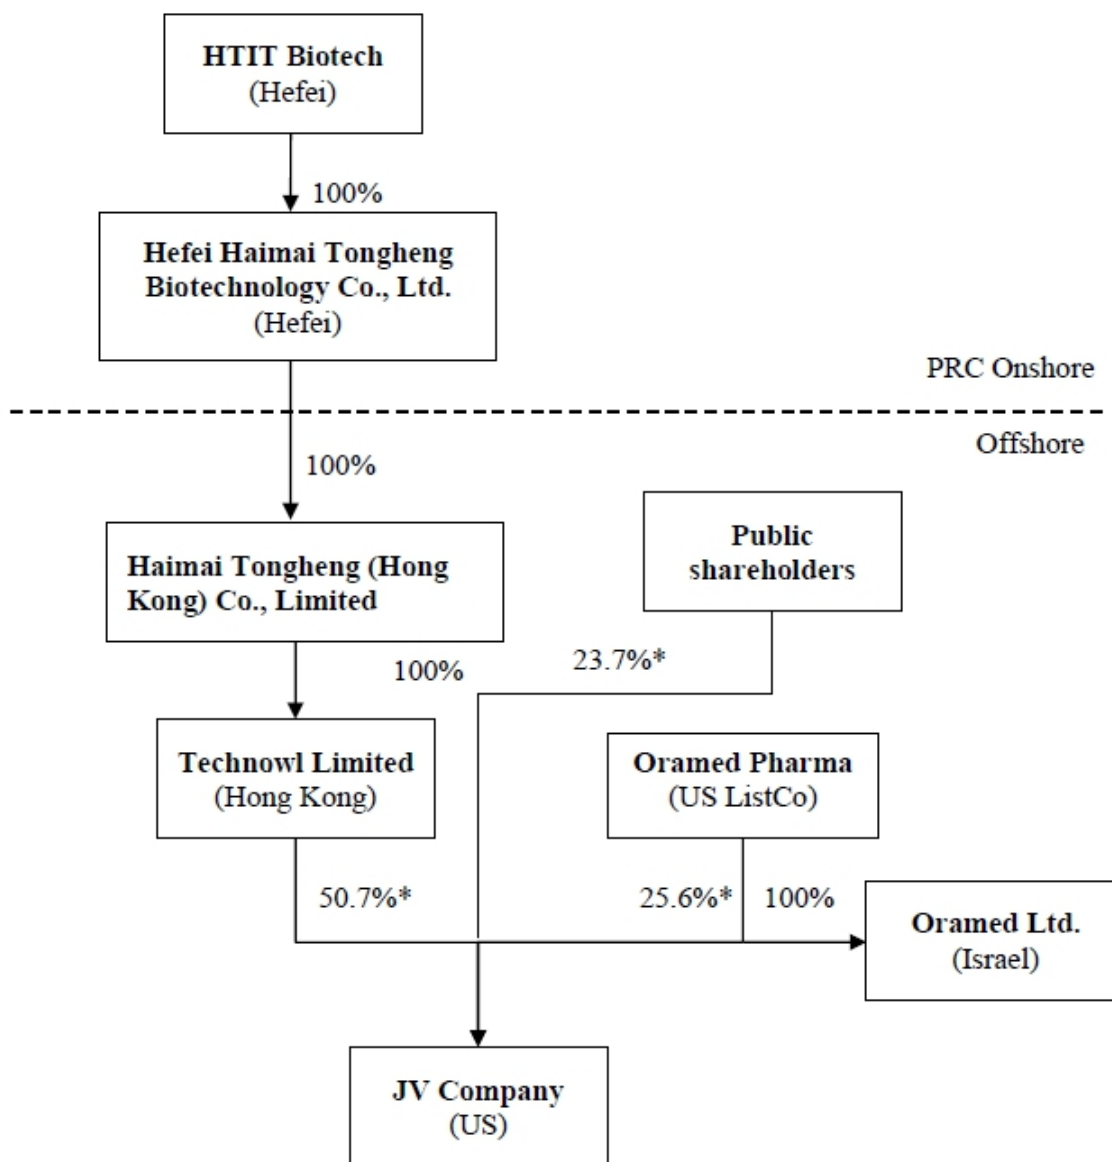 HTIT Biotech
(Hefei)
100%
Hefei Haimai Tongheng
Biotechnology Co., Ltd.
(Hefei)
PRC Onshore
Offshore
100%
Haimai Tongheng (Hong
Kong) Co., Limited
Public
shareholders
100%
23.7%*
Technowl Limited
(Hong Kong)
Oramed Pharma
(US ListCo)
50.7%*
25.6%*
100%
Oramed Ltd.
(Israel)
JV Company
(US)